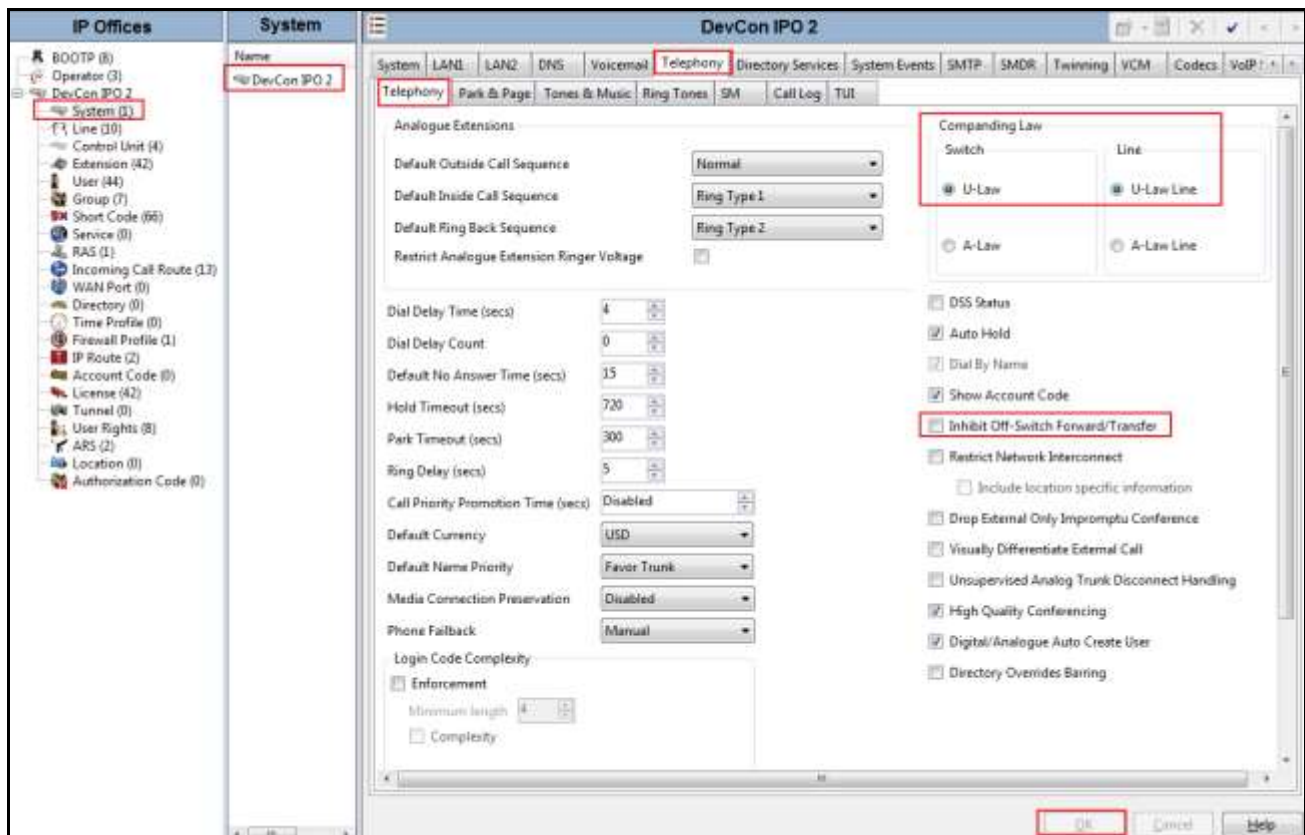 IP Offices
BOOTP (8)
Operator (3)
DevCon IPO 2
System (1)
Line (10)
Control Unit (4)
Extension (42)
User (44)
Group (7)
Short Code (66)
Service (0)
RAS (1)
Incoming Call Route (13)
WAN Port (0)
Directory (0)
Time Profile (0)
Firewall Profile (1)
IP Route (2)
Account Code (0)
License (42)
Tunnel (0)
User Rights (8)
ARS (2)
Location (0)
Authorization Code (0)
System
Name
DevCon IPO 2
DevCon IPO 2
System LAN1 LAN2 DNS Voicemail Telephony Directory Services System Events SMTP SMDR Twinning VCM Codecs VoIP
Telephony Park & Page Tones & Music Ring Tones SM Call Log TUI
Analogue Extensions
Default Outside Call Sequence Normal
Default Inside Call Sequence Ring Type 1
Default Ring Back Sequence Ring Type 2
Restrict Analogue Extension Ringer Voltage
Dial Delay Time (secs) 4
Dial Delay Count 0
Default No Answer Time (secs) 15
Hold Timeout (secs) 720
Park Timeout (secs) 300
Ring Delay (secs) 5
Call Priority Promotion Time (secs) Disabled
Default Currency USD
Default Name Priority Favor Trunk
Media Connection Preservation Disabled
Phone Failback Manual
Login Code Complexity
Enforcement
Minimum length 4
Complexity
Companding Law
Switch Line
U-Law U-Law Line
A-Law A-Law Line
DSS Status
Auto Hold
Dial By Name
Show Account Code
Inhibit Off-Switch Forward/Transfer
Restrict Network Interconnect
Include location specific information
Drop External Only Impromptu Conference
Visually Differentiate External Call
Unsupervised Analog Trunk Disconnect Handling
High Quality Conferencing
Digital/Analogue Auto Create User
Directory Overrides Barring
OK Cancel Help